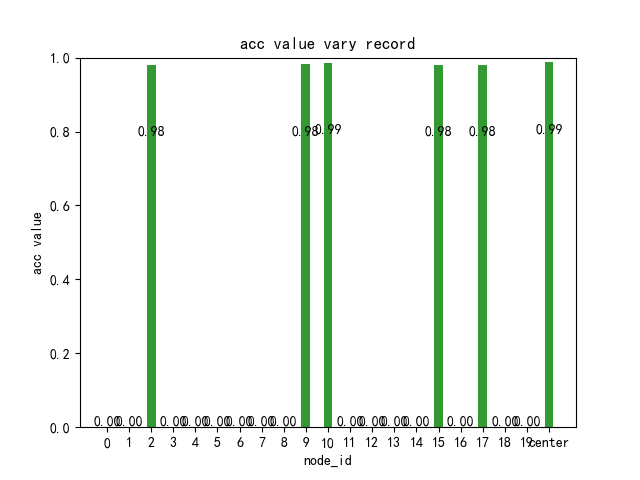 acc value vary record
acc value
1.0
0.8
0.6
0.4
0.2
0.0
0.98 0.98 0.99 0.98 0.98 0.99
0.00 0.00 0.00 0.00 0.00 0.00 0.00 0.00 0.00 0.00 0.00 0.00 0.00 0.00 0.00
0 1 2 3 4 5 6 7 8 9 10 11 12 13 14 15 16 17 18 19 center
node_id